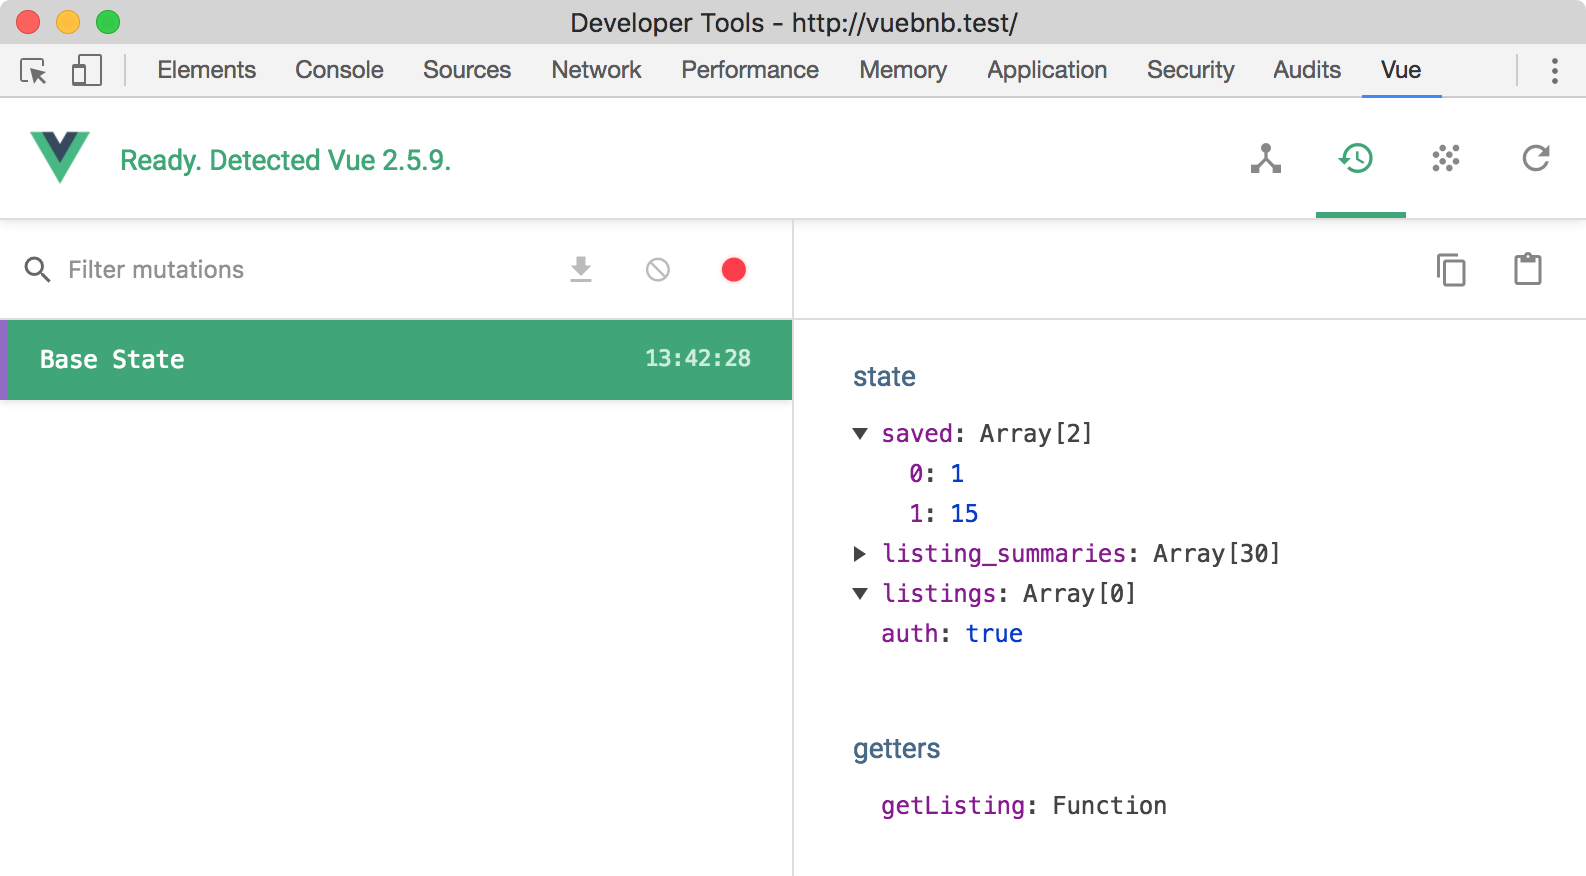 Developer Tools - http://vuebnb.test/
Elements Console Sources Network Performance Memory Application Security Audits Vue
Ready. Detected Vue 2.5.9.
Filter mutations
Base State 13:42:28
state
saved: Array[2]
0: 1
1: 15
listing_summaries: Array[30]
listings: Array[0]
auth: true
getters
getListing: Function